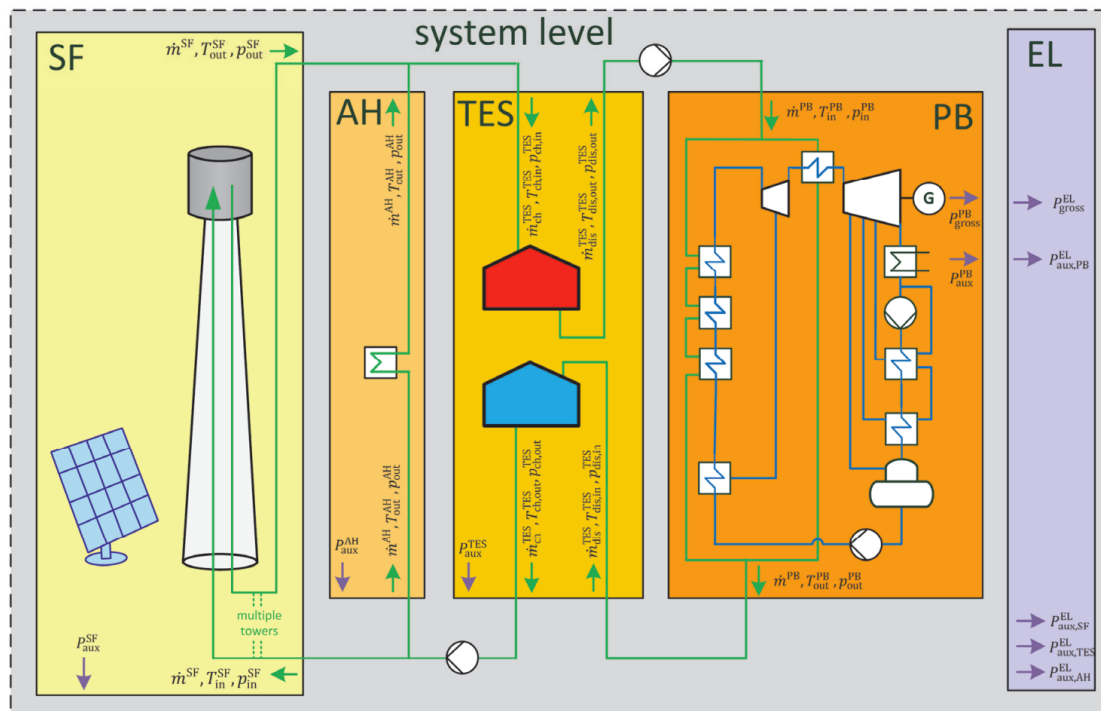 system level
SF
ṁ^SF, T_out^SF, p_out^SF
multiple
towers
P_aux^SF
ṁ^SF, T_in^SF, p_in^SF
AH
ṁ^AH, T_out^AH, p_out^AH
P_aux^AH
ṁ^AH, T_out^AH, p_out^AH
TES
ṁ_ch^TES, T_ch,in^TES, p_ch,in^TES
ṁ_dis^TES, T_dis,out^TES, p_dis,out^TES
P_aux^TES
ṁ_ch^TES, T_ch,out^TES, p_ch,out^TES
ṁ_dis^TES, T_dis,in^TES, p_dis,in^TES
PB
ṁ^PB, T_in^PB, p_in^PB
G
P_gross^PB
P_aux^PB
ṁ^PB, T_out^PB, p_out^PB
EL
P_gross^EL
P_aux,PB^EL
P_aux,SF^EL
P_aux,TES^EL
P_aux,AH^EL